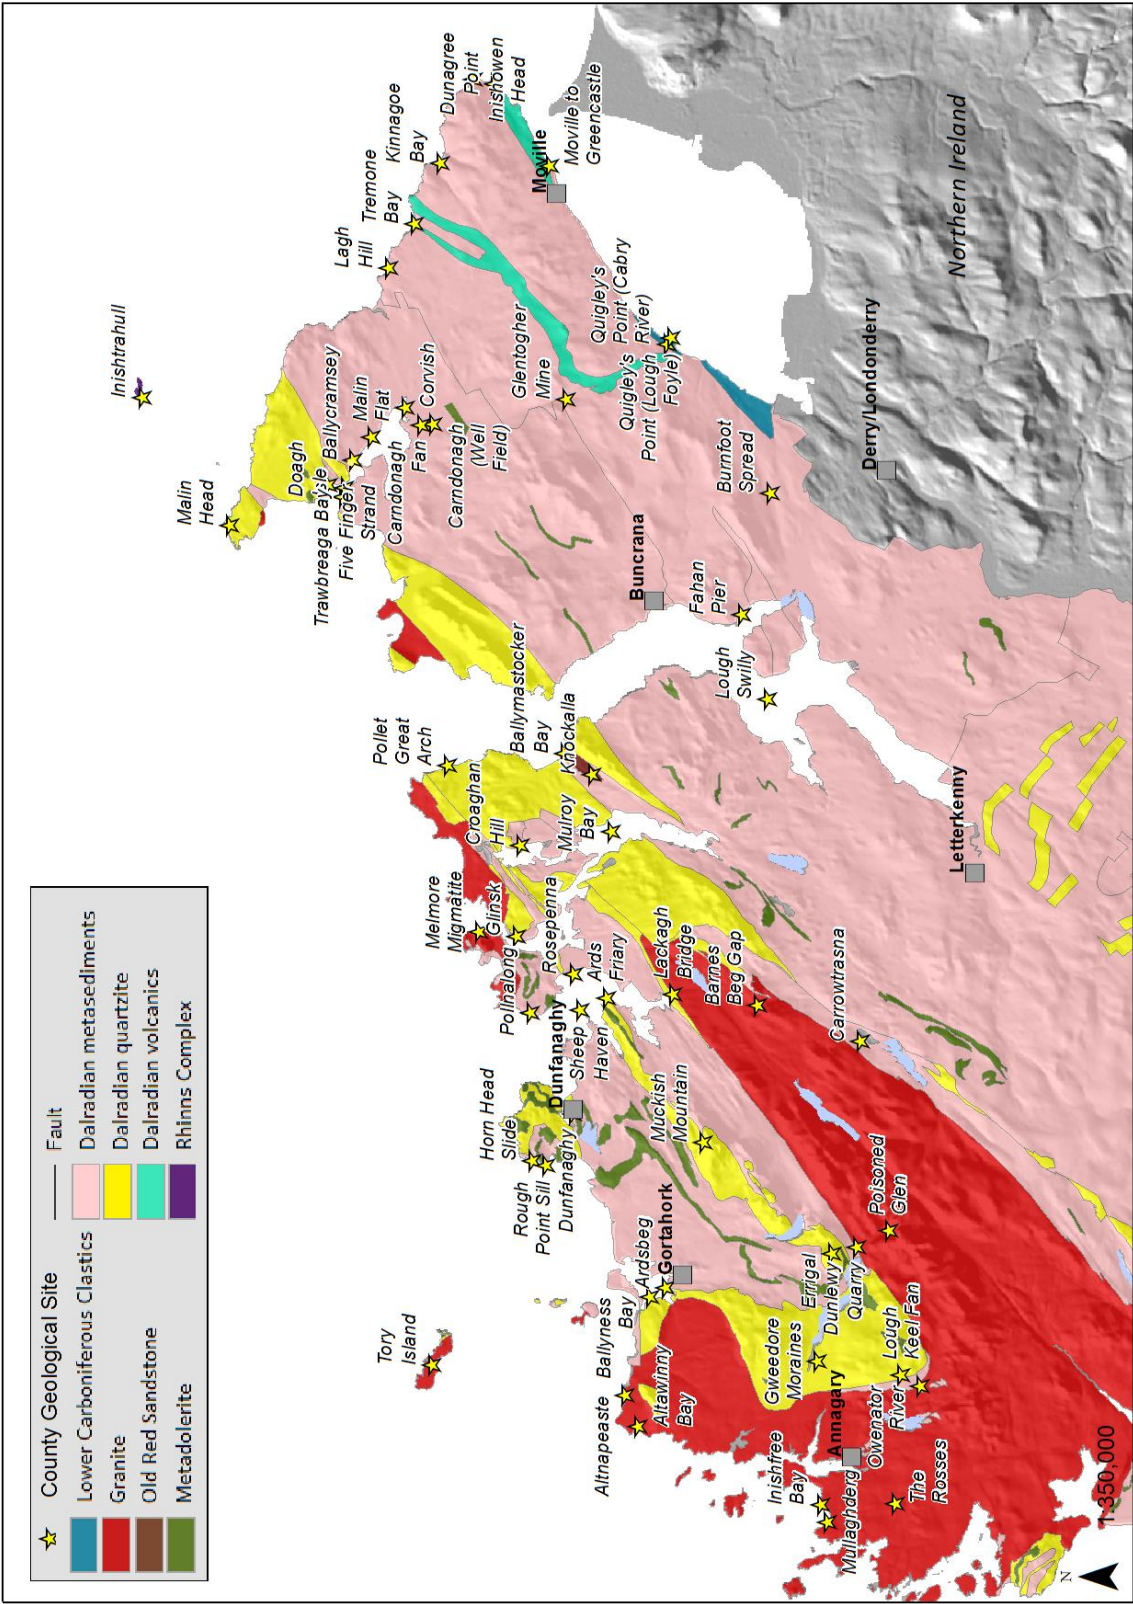 County Geological Site
Fault
Lower Carboniferous Clastics
Dalradian metasediments
Granite
Dalradian quartzite
Old Red Sandstone
Dalradian volcanics
Metadolerite
Rhinns Complex
Inishtrahull
Malin
Head
Tory
Island
Lagh
Hill
Tremone
Bay
Kinnagoe
Bay
Dunagree
Point
Inishowen
Head
Moville
Moville to
Greencastle
Doagh
Isle
Ballycramsey
Trawbreaga Bay
Malin
Flat
Five Finger
Strand
Corvish
Carndonagh
Fan
Carndonagh
(Well
Field)
Glentogher
Mine
Quigley's
Point (Cabry
River)
Quigley's
Point (Lough
Foyle)
Burnfoot
Spread
Derry/Londonderry
Northern Ireland
Buncrana
Fahan
Pier
Lough
Swilly
Pollet
Great
Arch
Ballymastocker
Bay
Knockalla
Croaghan
Hill
Mulroy
Bay
Melmore
Migmatite
Glinsk
Rosepenna
Pollnalong
Ards
Friary
Lackagh
Bridge
Barnes
Beg Gap
Letterkenny
Carrowtrasna
Horn Head
Slide
Dunfanaghy
Sheep
Haven
Rough
Point Sill
Dunfanaghy
Muckish
Mountain
Ardsbeg
Gortahork
Ballyness
Bay
Altnapeaste
Altawinny
Bay
Errigal
Dunlewy
Quarry
Poisoned
Glen
Gweedore
Moraines
Lough
Keel Fan
Annagary
Owenator
River
Inishfree
Bay
Mullaghderg
The
Rosses
N
1:350,000